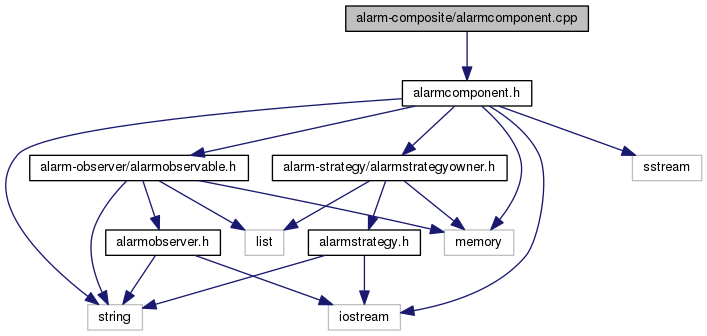 alarm-composite/alarmcomponent.cpp
alarmcomponent.h
alarm-observer/alarmobservable.h
alarm-strategy/alarmstrategyowner.h
sstream
alarmobserver.h
list
alarmstrategy.h
memory
string
iostream